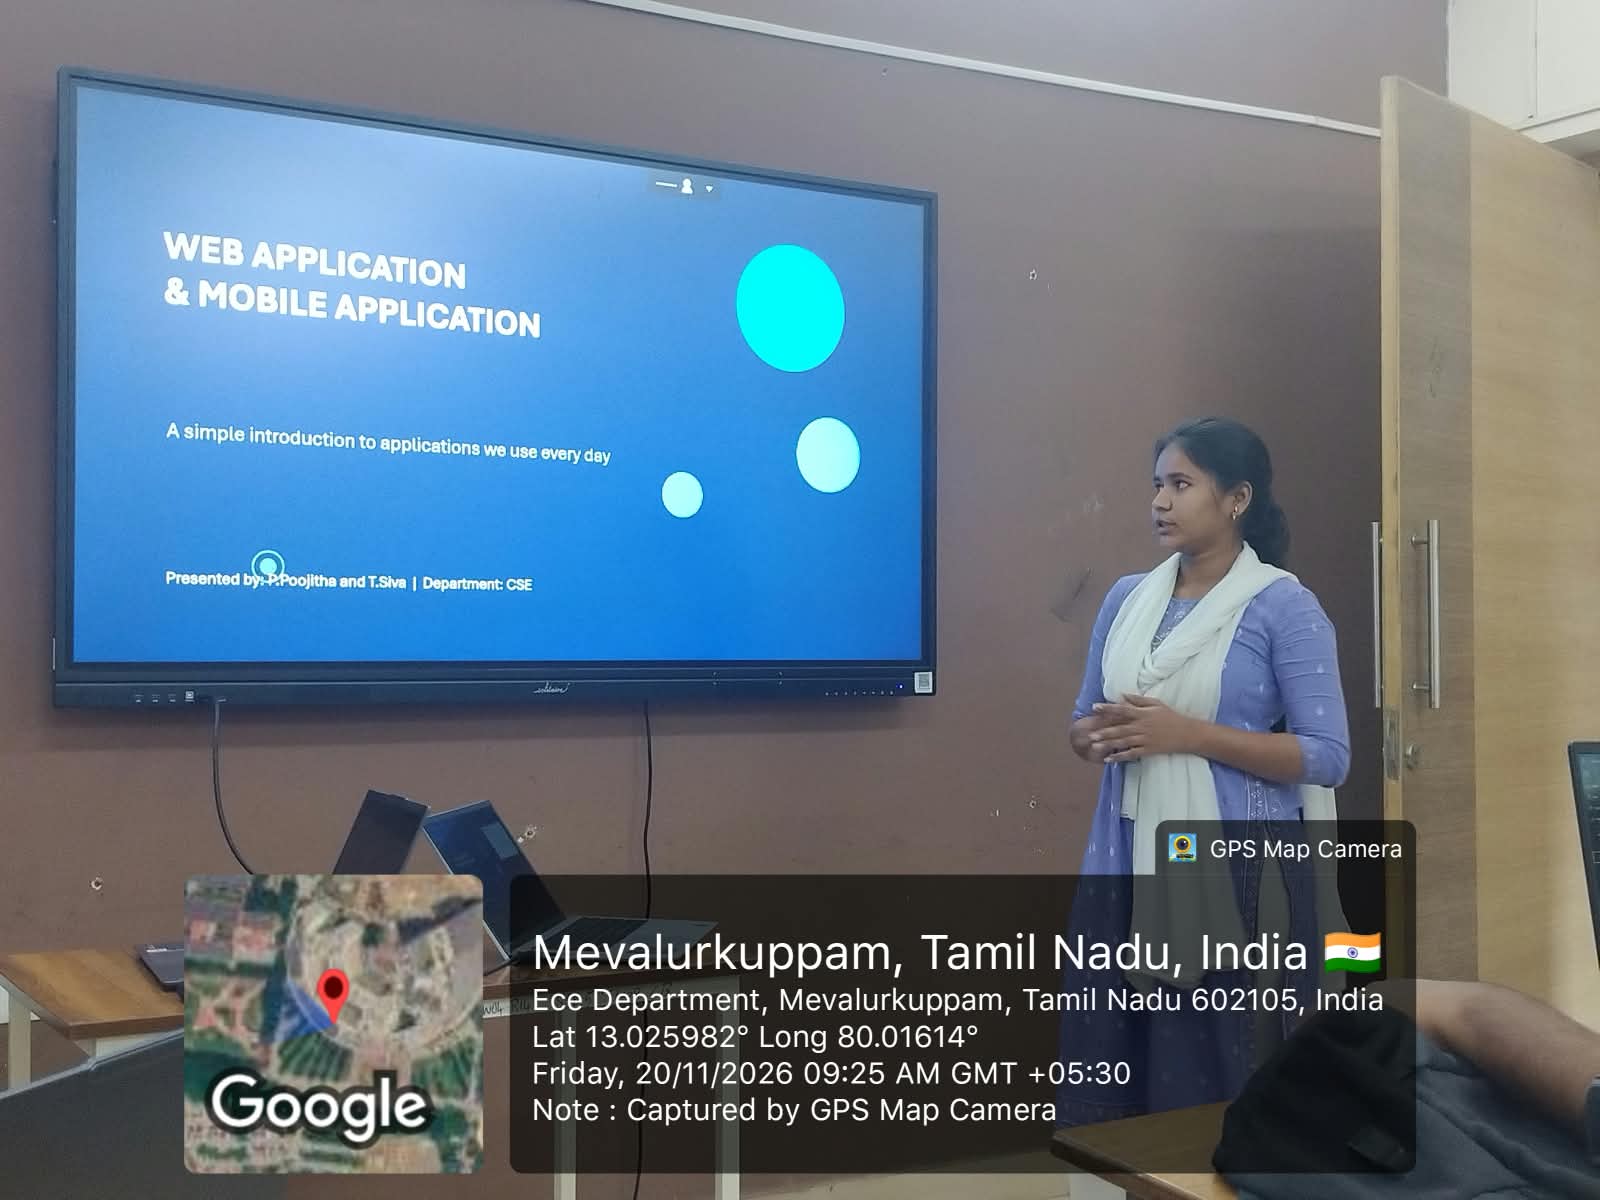 WEB APPLICATION
& MOBILE APPLICATION
A simple introduction to applications we use every day
Presented by: P.Poojitha and T.Siva | Department: CSE
solitaire
GPS Map Camera
Mevalurkuppam, Tamil Nadu, India
Ece Department, Mevalurkuppam, Tamil Nadu 602105, India
Lat 13.025982° Long 80.01614°
Friday, 20/11/2026 09:25 AM GMT +05:30
Note : Captured by GPS Map Camera
Google